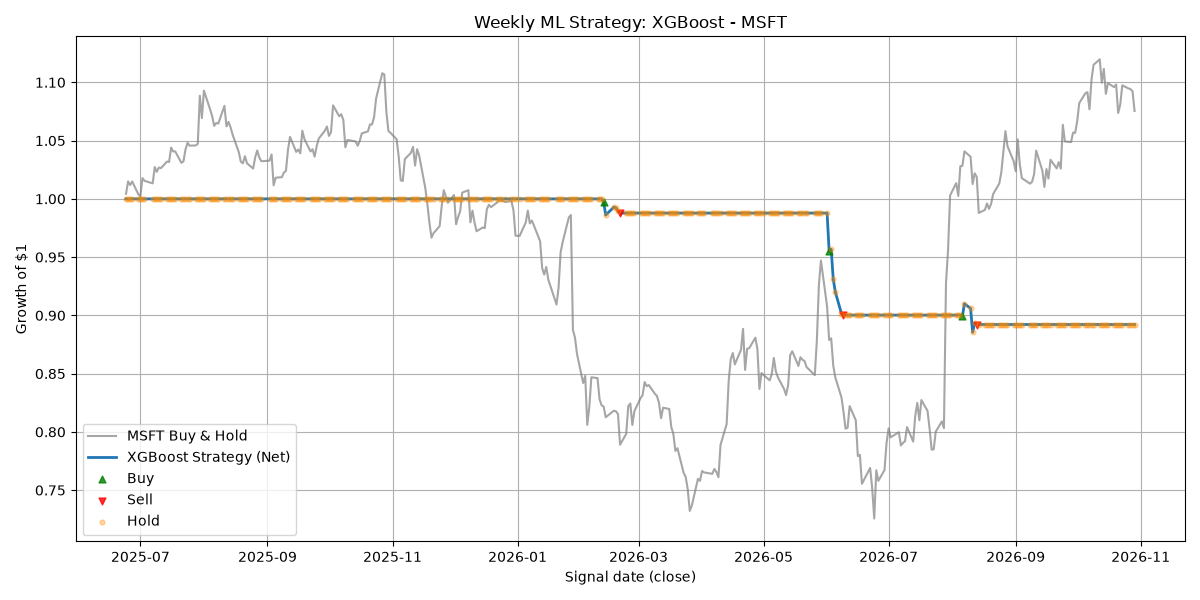 Weekly ML Strategy: XGBoost - MSFT
Growth of $1
1.10
1.05
1.00
0.95
0.90
0.85
0.80
0.75
MSFT Buy & Hold
XGBoost Strategy (Net)
Buy
Sell
Hold
2025-07
2025-09
2025-11
2026-01
2026-03
2026-05
2026-07
2026-09
2026-11
Signal date (close)